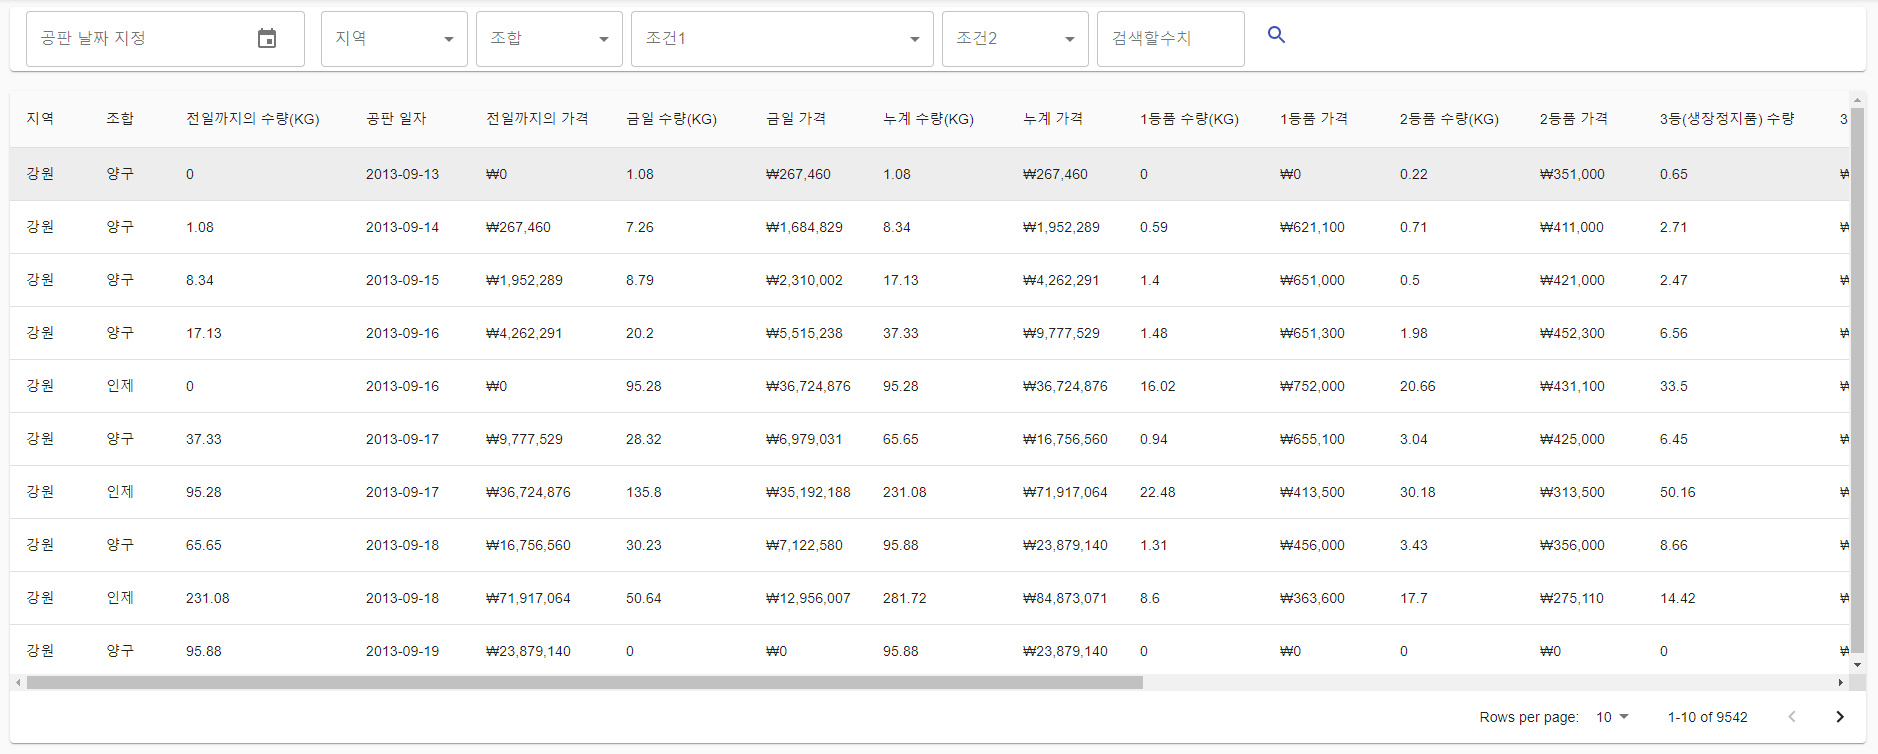 공판 날짜 지정 지역 조합 조건1 조건2 검색할수치
지역 조합 전일까지의 수량(KG) 공판 일자 전일까지의 가격 금일 수량(KG) 금일 가격 누계 수량(KG) 누계 가격 1등품 수량(KG) 1등품 가격 2등품 수량(KG) 2등품 가격 3등(생장정지품) 수량 3
강원 양구 0 2013-09-13 ₩0 1.08 ₩267,460 1.08 ₩267,460 0 ₩0 0.22 ₩351,000 0.65 ₩
강원 양구 1.08 2013-09-14 ₩267,460 7.26 ₩1,684,829 8.34 ₩1,952,289 0.59 ₩621,100 0.71 ₩411,000 2.71 ₩
강원 양구 8.34 2013-09-15 ₩1,952,289 8.79 ₩2,310,002 17.13 ₩4,262,291 1.4 ₩651,000 0.5 ₩421,000 2.47 ₩
강원 양구 17.13 2013-09-16 ₩4,262,291 20.2 ₩5,515,238 37.33 ₩9,777,529 1.48 ₩651,300 1.98 ₩452,300 6.56 ₩
강원 인제 0 2013-09-16 ₩0 95.28 ₩36,724,876 95.28 ₩36,724,876 16.02 ₩752,000 20.66 ₩431,100 33.5 ₩
강원 양구 37.33 2013-09-17 ₩9,777,529 28.32 ₩6,979,031 65.65 ₩16,756,560 0.94 ₩655,100 3.04 ₩425,000 6.45 ₩
강원 인제 95.28 2013-09-17 ₩36,724,876 135.8 ₩35,192,188 231.08 ₩71,917,064 22.48 ₩413,500 30.18 ₩313,500 50.16 ₩
강원 양구 65.65 2013-09-18 ₩16,756,560 30.23 ₩7,122,580 95.88 ₩23,879,140 1.31 ₩456,000 3.43 ₩356,000 8.66 ₩
강원 인제 231.08 2013-09-18 ₩71,917,064 50.64 ₩12,956,007 281.72 ₩84,873,071 8.6 ₩363,600 17.7 ₩275,110 14.42 ₩
강원 양구 95.88 2013-09-19 ₩23,879,140 0 ₩0 95.88 ₩23,879,140 0 ₩0 0 ₩0 0 ₩
Rows per page: 10 1-10 of 9542